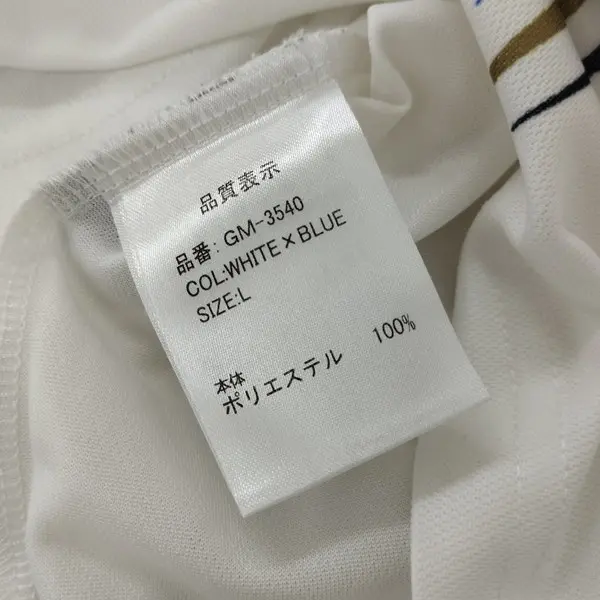 品質表示
品番: GM-3540
COL:WHITE×BLUE
SIZE:L
本体
ポリエステル 100%